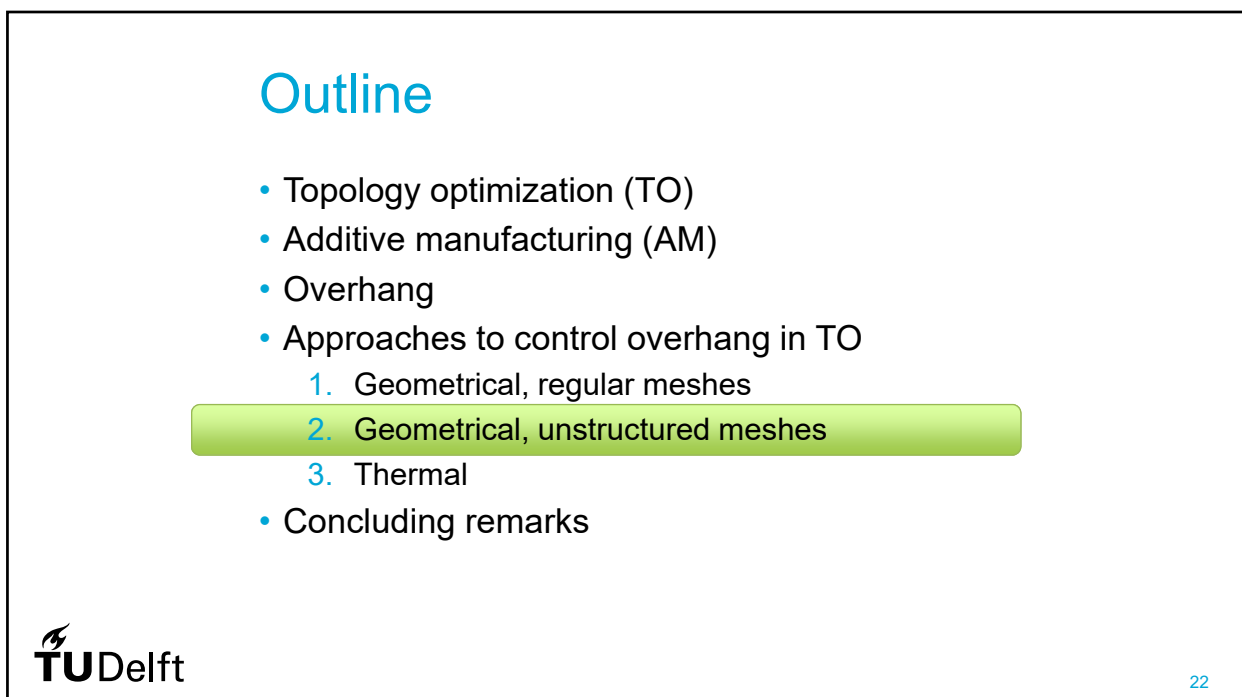 Outline
• Topology optimization (TO)
• Additive manufacturing (AM)
• Overhang
• Approaches to control overhang in TO
1. Geometrical, regular meshes
2. Geometrical, unstructured meshes
3. Thermal
• Concluding remarks
TUDelft
22